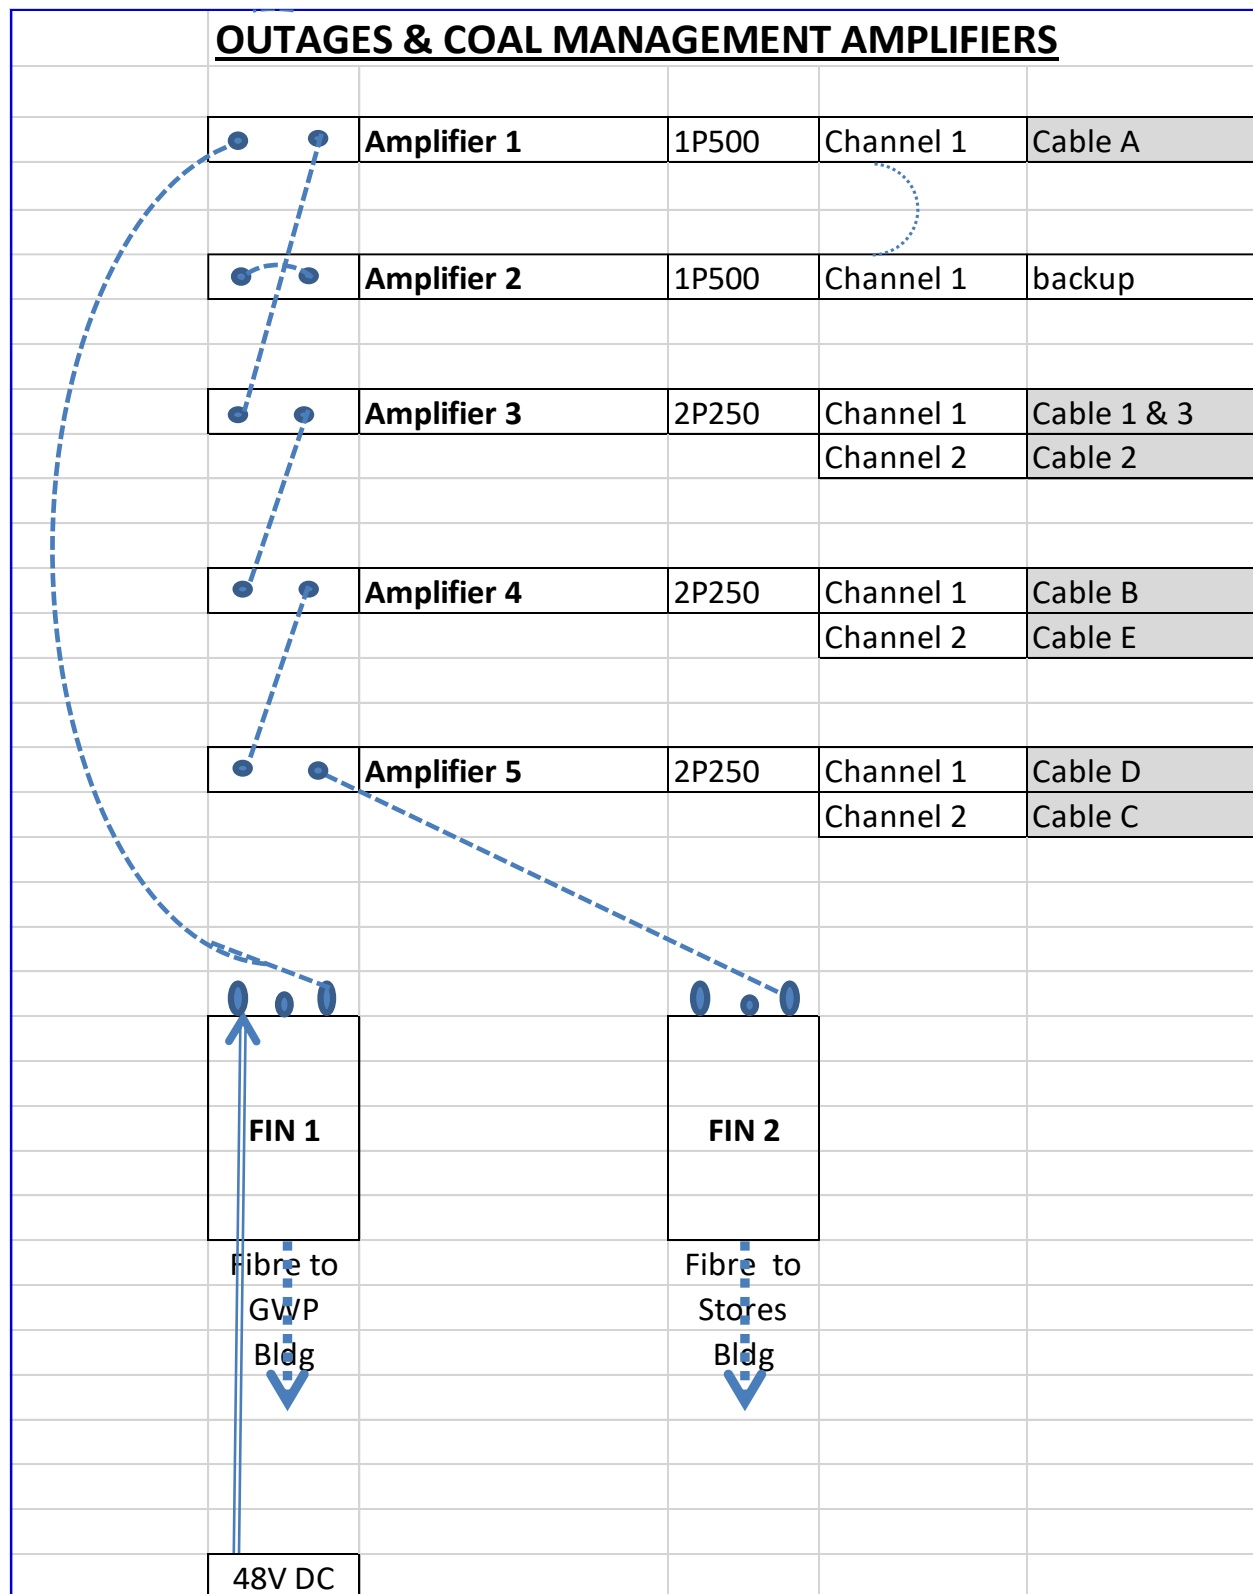 OUTAGES & COAL MANAGEMENT AMPLIFIERS
Amplifier 1 1P500 Channel 1 Cable A
Amplifier 2 1P500 Channel 1 backup
Amplifier 3 2P250 Channel 1 Cable 1 & 3
Channel 2 Cable 2
Amplifier 4 2P250 Channel 1 Cable B
Channel 2 Cable E
Amplifier 5 2P250 Channel 1 Cable D
Channel 2 Cable C
FIN 1 FIN 2
Fibre to Fibre to
GWP Stores
Bldg Bldg
48V DC